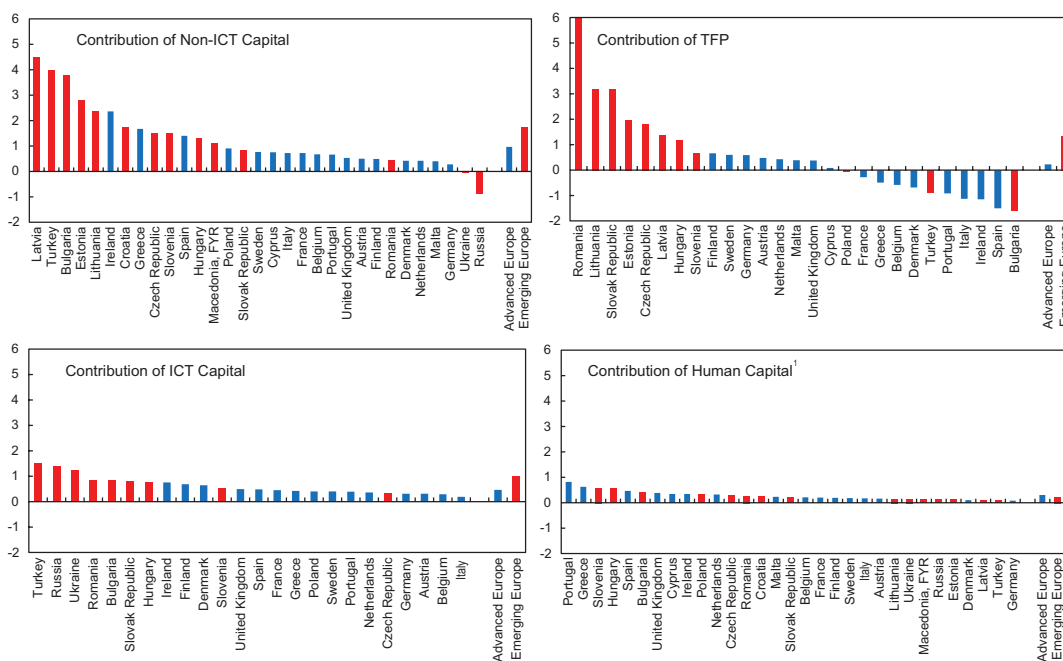 Contribution of Non-ICT Capital
6
5
4
3
2
1
0
-1
-2
Latvia
Turkey
Bulgaria
Estonia
Lithuania
Ireland
Croatia
Greece
Czech Republic
Slovenia
Spain
Hungary
Macedonia, FYR
Poland
Slovak Republic
Sweden
Cyprus
Italy
France
Belgium
Portugal
United Kingdom
Austria
Finland
Romania
Denmark
Netherlands
Malta
Germany
Ukraine
Russia
Advanced Europe
Emerging Europe
Contribution of TFP
6
5
4
3
2
1
0
-1
-2
Romania
Lithuania
Slovak Republic
Estonia
Czech Republic
Latvia
Hungary
Slovenia
Finland
Sweden
Germany
Austria
Netherlands
Malta
United Kingdom
Cyprus
Poland
France
Greece
Belgium
Denmark
Turkey
Portugal
Italy
Ireland
Spain
Bulgaria
Advanced Europe
Emerging Europe
Contribution of ICT Capital
6
5
4
3
2
1
0
-1
-2
Turkey
Russia
Ukraine
Romania
Bulgaria
Slovak Republic
Hungary
Ireland
Finland
Denmark
Slovenia
United Kingdom
Spain
France
Greece
Poland
Sweden
Portugal
Netherlands
Czech Republic
Germany
Austria
Belgium
Italy
Advanced Europe
Emerging Europe
Contribution of Human Capital¹
6
5
4
3
2
1
0
-1
-2
Portugal
Greece
Slovenia
Hungary
Spain
Bulgaria
United Kingdom
Cyprus
Ireland
Poland
Netherlands
Czech Republic
Romania
Croatia
Malta
Slovak Republic
Belgium
France
Finland
Sweden
Italy
Austria
Lithuania
Ukraine
Macedonia, FYR
Russia
Estonia
Denmark
Latvia
Turkey
Germany
Advanced Europe
Emerging Europe